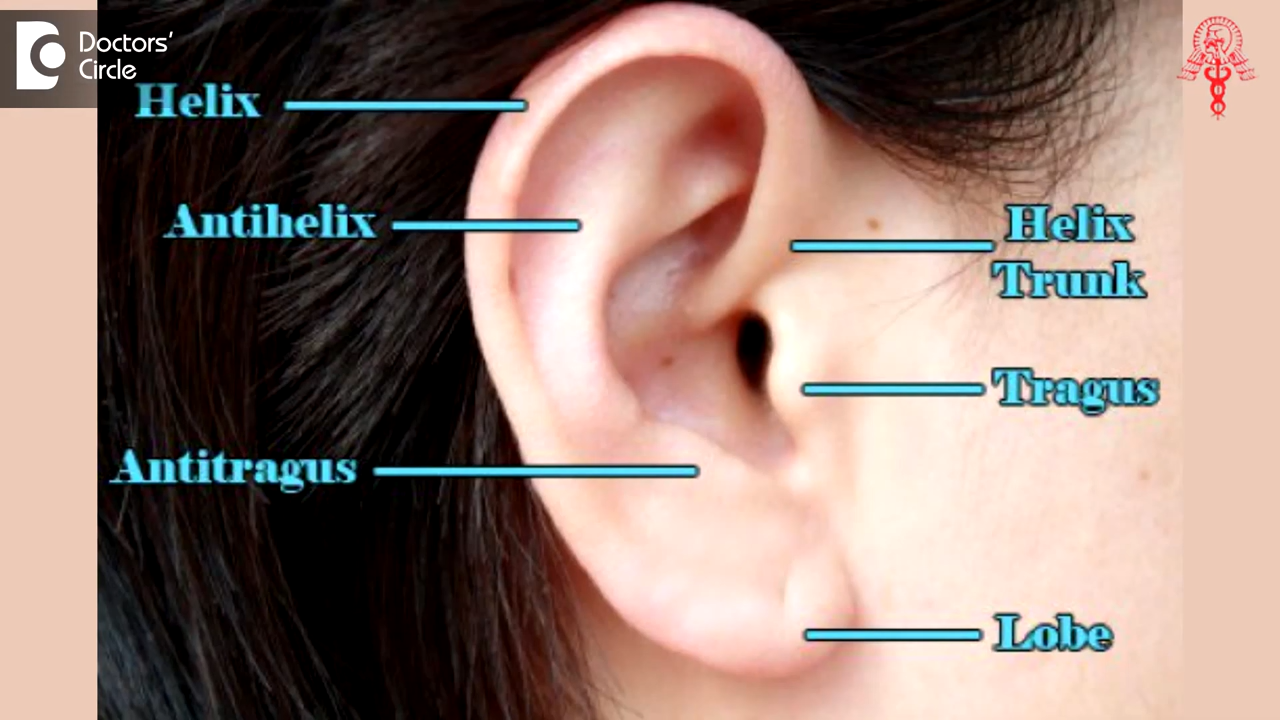 Doctors'
Circle
Helix
Antihelix
Helix
Trunk
Tragus
Antitragus
Lobe